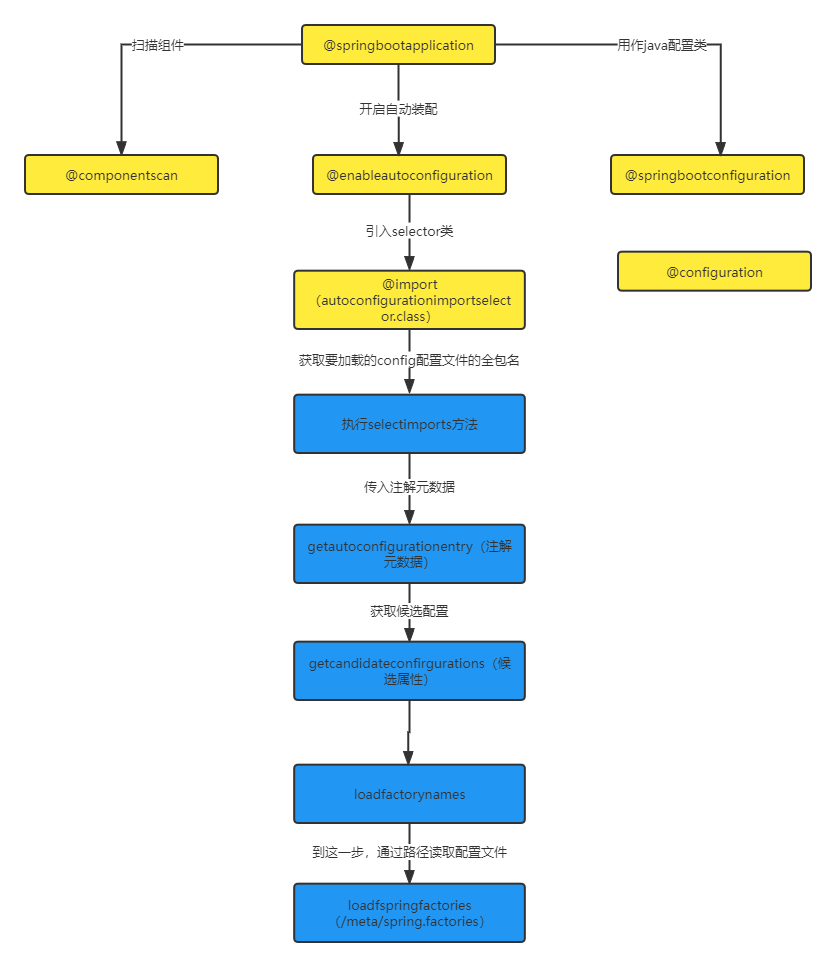 @springbootapplication
扫描组件
用作java配置类
开启自动装配
@componentscan
@enableautoconfiguration
@springbootconfiguration
引入selector类
@configuration
@import
（autoconfigurationimportselect
or.class）
获取要加载的config配置文件的全包名
执行selectimports方法
传入注解元数据
getautoconfigurationentry（注解
元数据）
获取候选配置
getcandidateconfirgurations（候
选属性）
loadfactorynames
到这一步，通过路径读取配置文件
loadfspringfactories
（/meta/spring.factories）